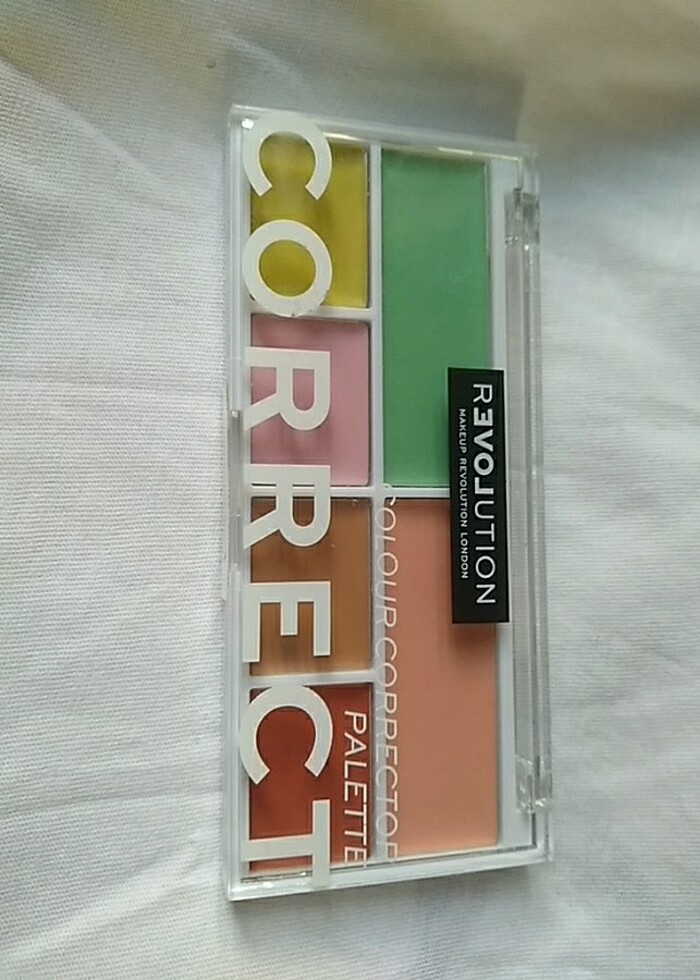 REVOLUTION
MAKEUP REVOLUTION LONDON
COLOUR CORRECTOR
PALETTE
CORRECT